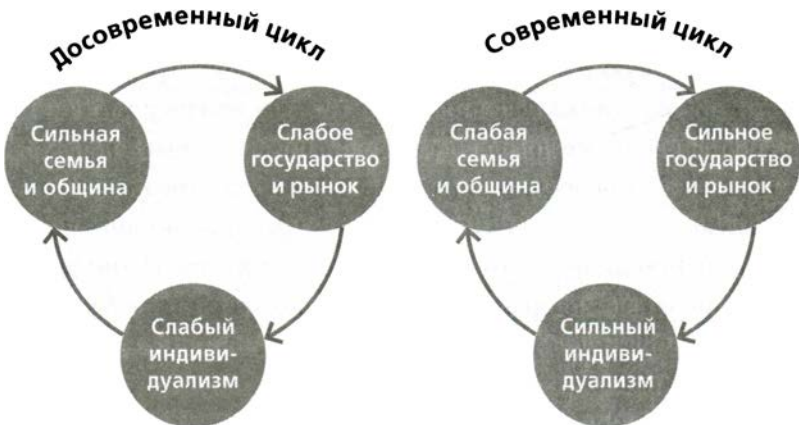 Досовременный цикл
Сильная
семья
и община
Слабое
государство
и рынок
Слабый
индиви-
дуализм
Современный цикл
Слабая
семья
и община
Сильное
государство
и рынок
Сильный
индиви-
дуализм